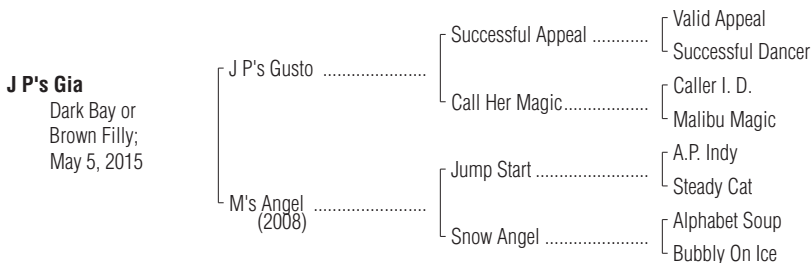 J P's Gia
Dark Bay or
Brown Filly;
May 5, 2015
J P's Gusto ......................
M's Angel ........................
(2008)
Successful Appeal ............
Call Her Magic.................
Jump Start ........................
Snow Angel ......................
Valid Appeal
Successful Dancer
Caller I. D.
Malibu Magic
A.P. Indy
Steady Cat
Alphabet Soup
Bubbly On Ice